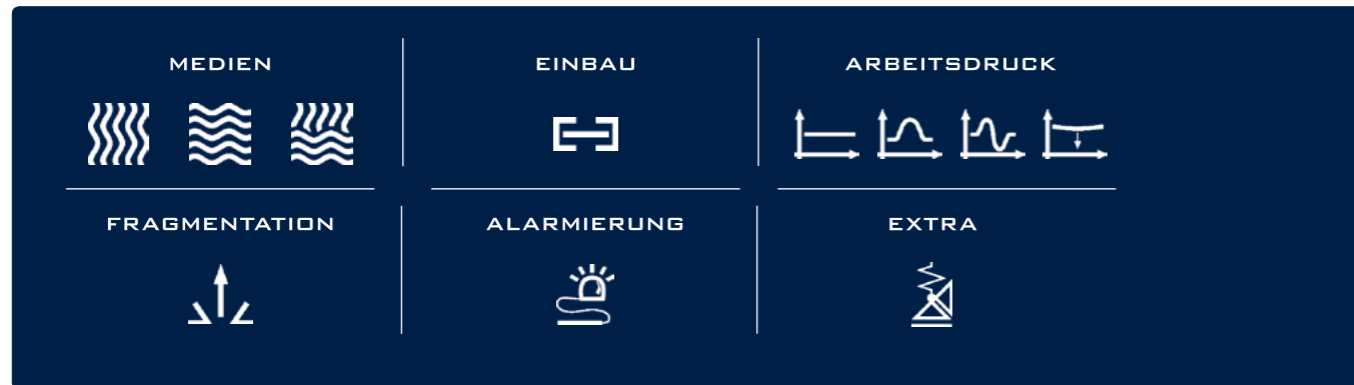 MEDIEN
EINBAU
ARBEITSDRUCK
FRAGMENTATION
ALARMIERUNG
EXTRA